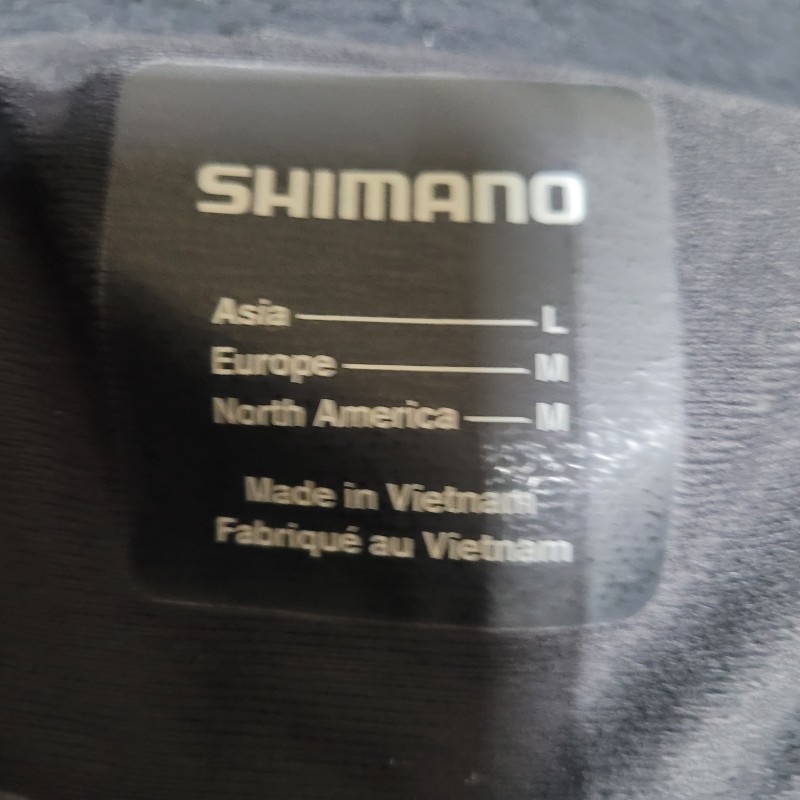 SHIMANO
Asia L
Europe M
North America M
Made in Vietnam
Fabriqué au Vietnam